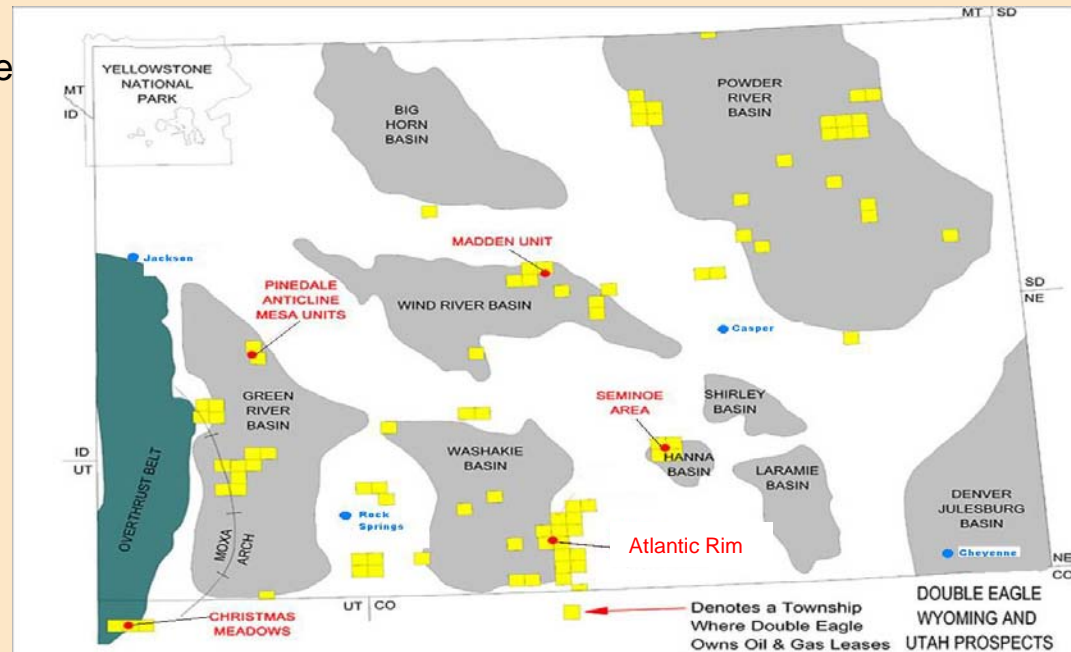 e
MT
SD
YELLOWSTONE
NATIONAL
PARK
MT
ID
BIG
HORN
BASIN
POWDER
RIVER
BASIN
MADDEN UNIT
Jackson
PINEDALE
ANTICLINE
MESA UNITS
WIND RIVER BASIN
SD
NE
Casper
GREEN
RIVER
BASIN
SEMINOE
AREA
SHIRLEY
BASIN
ID
UT
WASHAKIE
BASIN
HANNA
BASIN
LARAMIE
BASIN
OVERTHRUST BELT
MOXA
ARCH
Rock
Springs
DENVER
JULESBURG
BASIN
Atlantic Rim
Cheyenne
NE
CO
UT
CO
CHRISTMAS
MEADOWS
Denotes a Township
Where Double Eagle
Owns Oil & Gas Leases
DOUBLE EAGLE
WYOMING AND
UTAH PROSPECTS